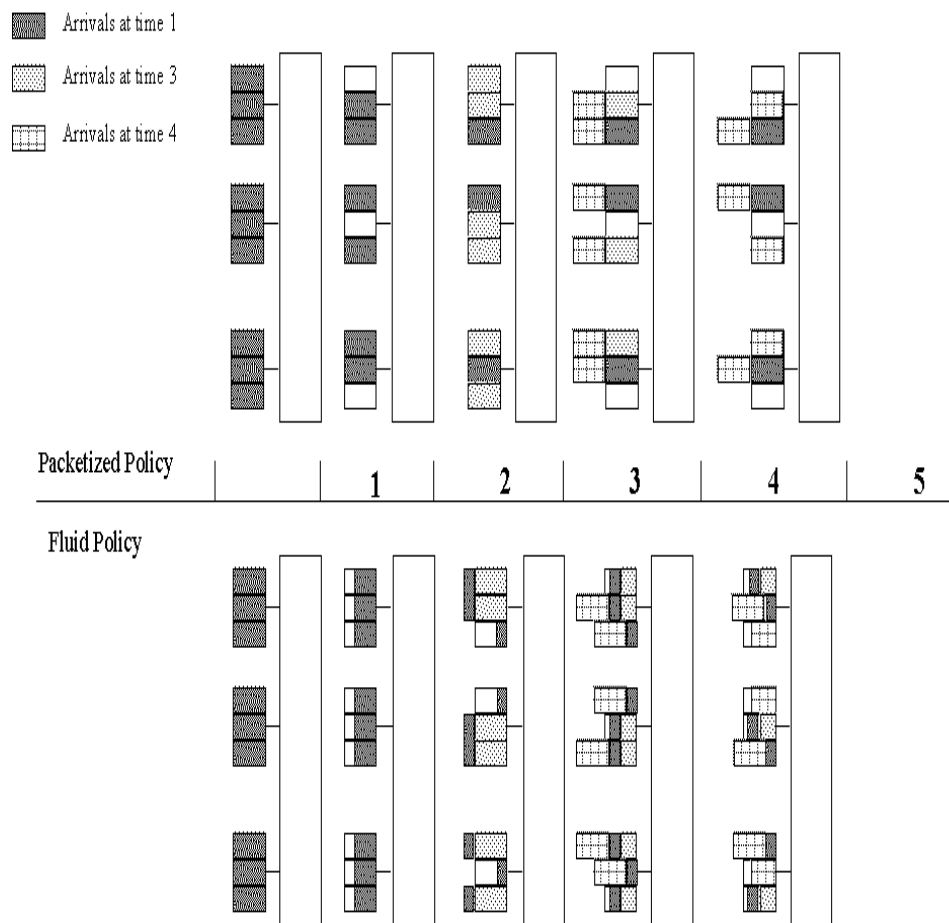 Arrivals at time 1
Arrivals at time 3
Arrivals at time 4
Packetized Policy
1 2 3 4 5
Fluid Policy